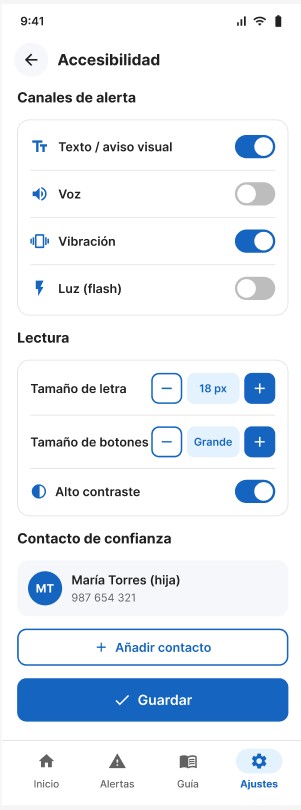 9:41
Accesibilidad
Canales de alerta
Tт Texto / aviso visual
Voz
Vibración
Luz (flash)
Lectura
Tamaño de letra − 18 px +
Tamaño de botones − Grande +
Alto contraste
Contacto de confianza
MT María Torres (hija)
987 654 321
+ Añadir contacto
Guardar
Inicio Alertas Guía Ajustes